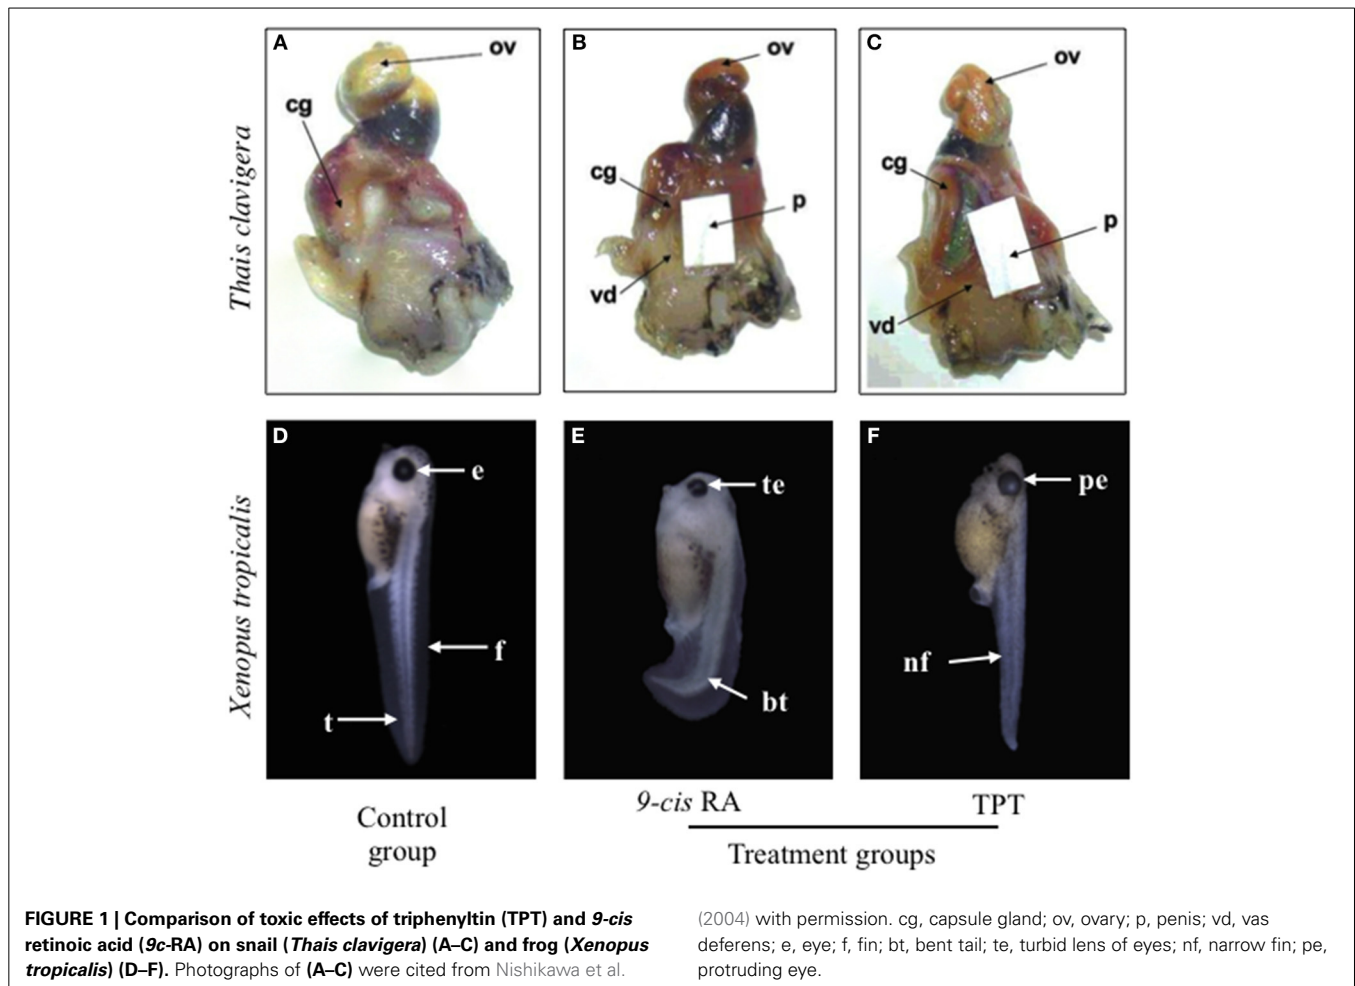 A
ov
cg
B
ov
cg
p
vd
C
ov
cg
p
vd
Thais clavigera
D
e
f
t
E
te
bt
F
pe
nf
Xenopus tropicalis
Control
group
9-cis RA
TPT
Treatment groups
FIGURE 1 | Comparison of toxic effects of triphenyltin (TPT) and 9-cis
retinoic acid (9c-RA) on snail (Thais clavigera) (A–C) and frog (Xenopus
tropicalis) (D–F). Photographs of (A–C) were cited from Nishikawa et al.
(2004) with permission. cg, capsule gland; ov, ovary; p, penis; vd, vas
deferens; e, eye; f, fin; bt, bent tail; te, turbid lens of eyes; nf, narrow fin; pe,
protruding eye.